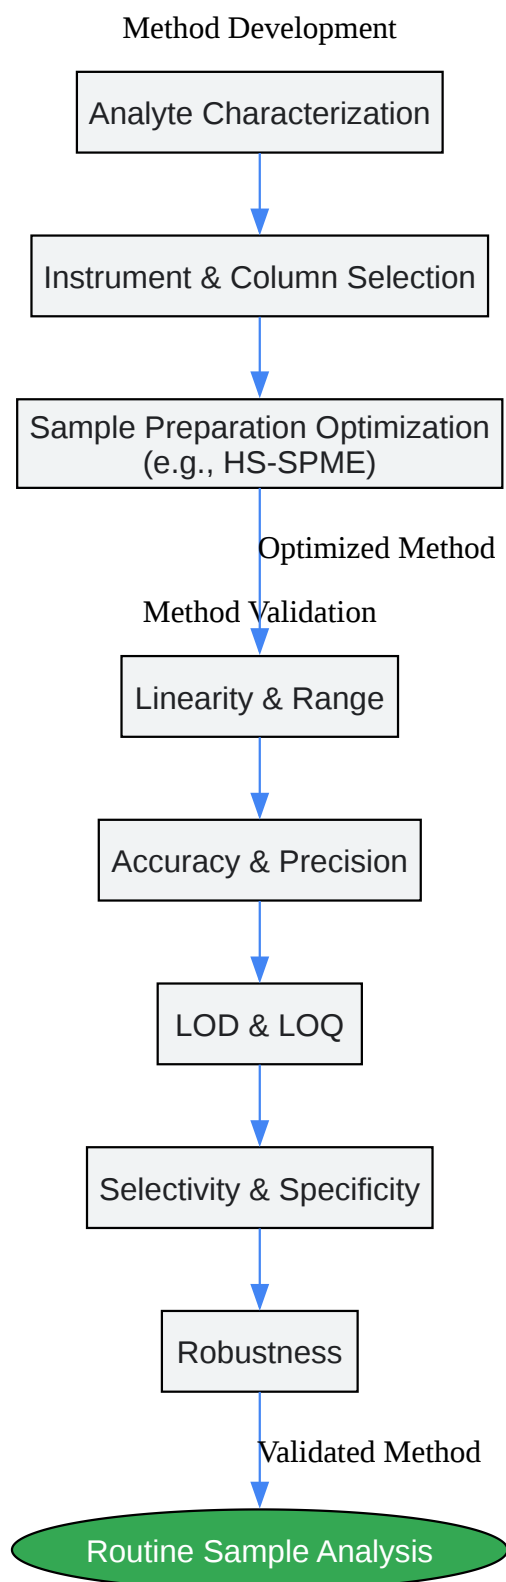 Method Development
Analyte Characterization
Instrument & Column Selection
Sample Preparation Optimization
(e.g., HS-SPME)
Optimized Method
Method Validation
Linearity & Range
Accuracy & Precision
LOD & LOQ
Selectivity & Specificity
Robustness
Validated Method
Routine Sample Analysis